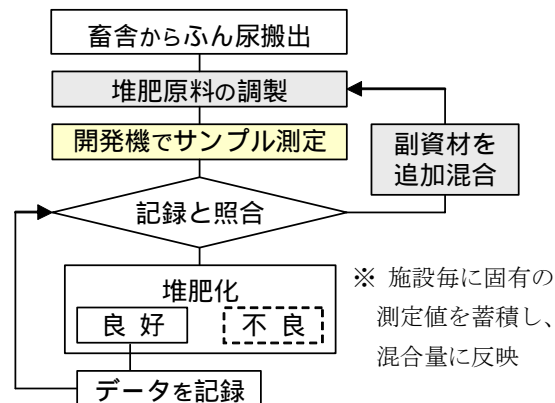 畜舎からふん尿搬出
堆肥原料の調製
開発機でサンプル測定
副資材を
追加混合
記録と照合
堆肥化
良 好
不 良
データを記録
※ 施設毎に固有の
測定値を蓄積し、
混合量に反映